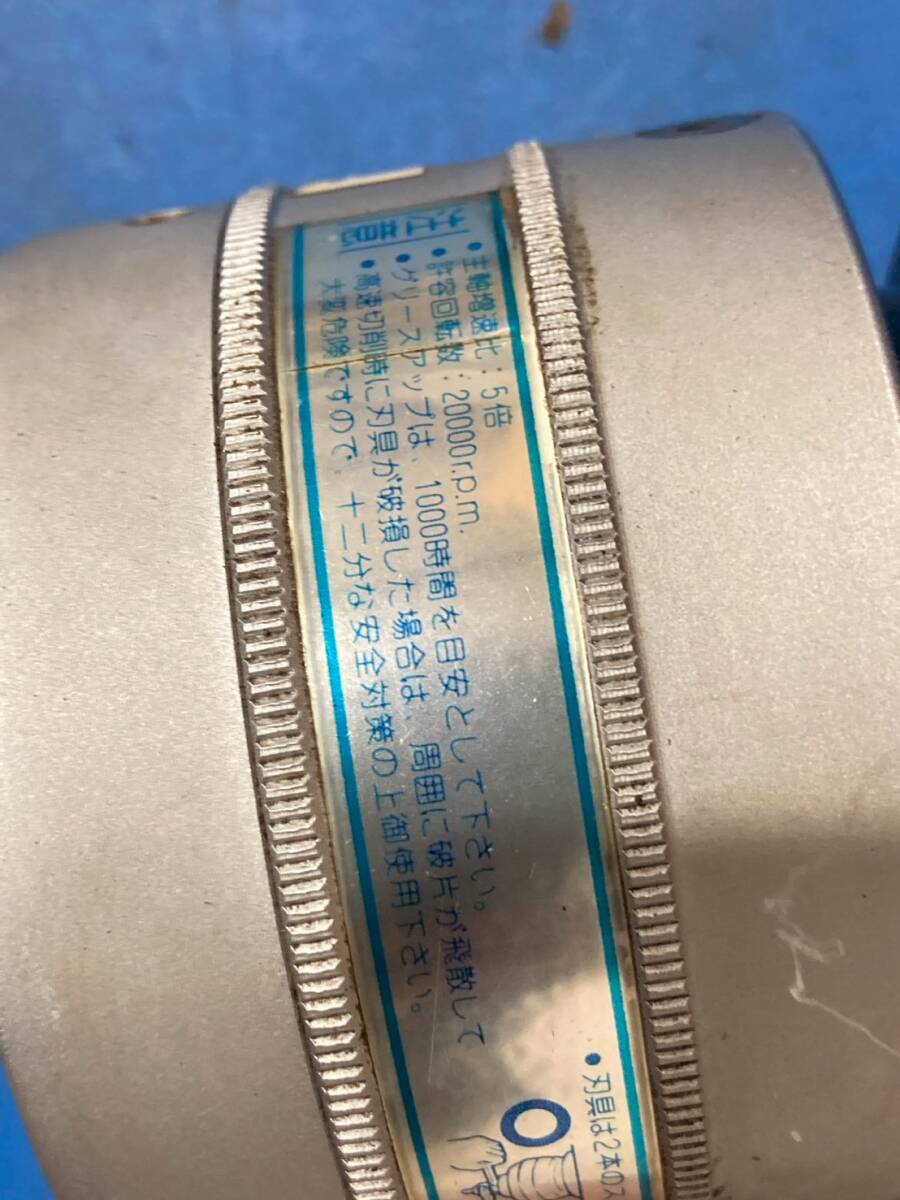 注意
●主軸増速比：5倍
●許容回転数：20000r.p.m.
●グリースアップは、1000時間を目安として下さい。
●高速切削時に刃具が破損した場合は、周囲に破片が飛散して
大変危険ですので、十二分な安全対策の上御使用下さい。
●刃具は2本のス